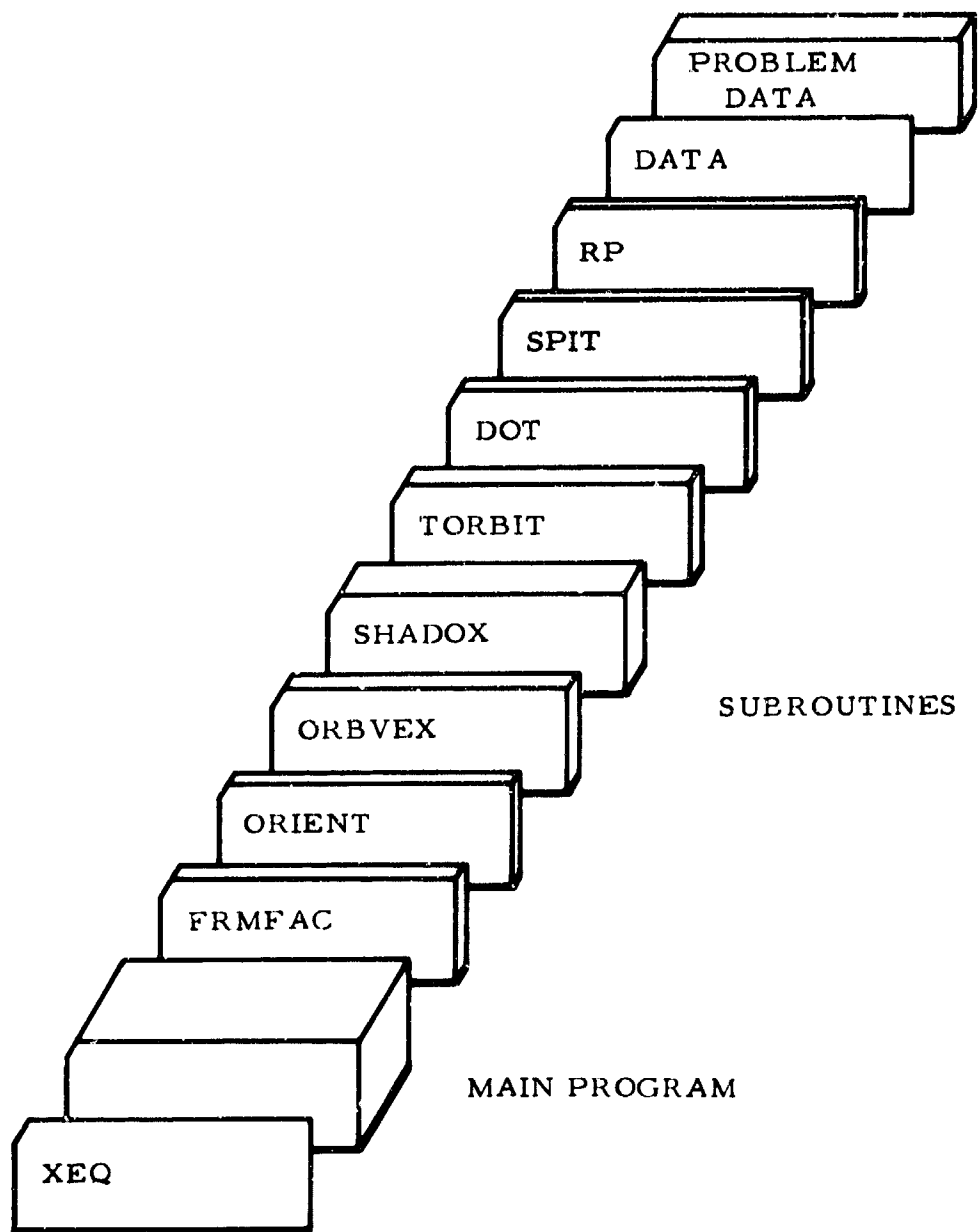 PROBLEM
DATA
DATA
RP
SPIT
DOT
TORBIT
SHADOX
SUBROUTINES
ORBVEX
ORIENT
FRMFAC
MAIN PROGRAM
XEQ